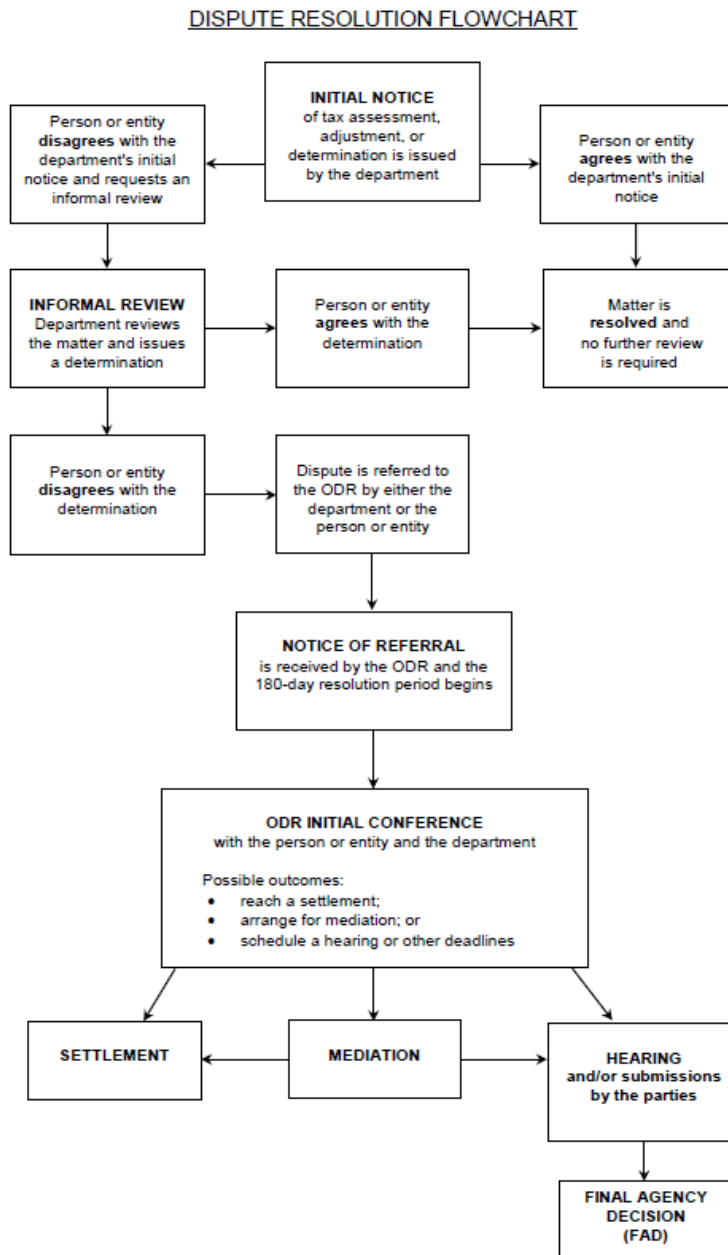 DISPUTE RESOLUTION FLOWCHART
INITIAL NOTICE
of tax assessment,
adjustment, or
determination is issued
by the department
Person or entity
disagrees with the
department's initial
notice and requests an
informal review
Person or entity
agrees with the
department's initial
notice
INFORMAL REVIEW
Department reviews
the matter and issues
a determination
Person or entity
agrees with the
determination
Matter is
resolved and
no further review
is required
Person or entity
disagrees with the
determination
Dispute is referred to
the ODR by either the
department or the
person or entity
NOTICE OF REFERRAL
is received by the ODR and the
180-day resolution period begins
ODR INITIAL CONFERENCE
with the person or entity and the department
Possible outcomes:
• reach a settlement;
• arrange for mediation; or
• schedule a hearing or other deadlines
SETTLEMENT
MEDIATION
HEARING
and/or submissions
by the parties
FINAL AGENCY
DECISION
(FAD)